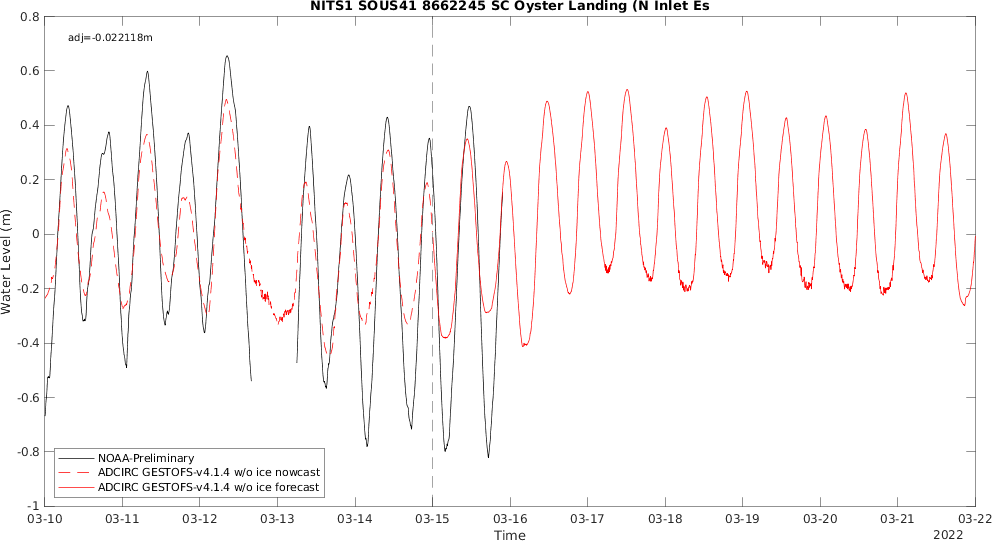 NITS1 SOUS41 8662245 SC Oyster Landing (N Inlet Es
adj=-0.022118m
0.8
0.6
0.4
0.2
0
-0.2
-0.4
-0.6
-0.8
-1
Water Level (m)
NOAA-Preliminary
ADCIRC GESTOFS-v4.1.4 w/o ice nowcast
ADCIRC GESTOFS-v4.1.4 w/o ice forecast
03-10 03-11 03-12 03-13 03-14 03-15 03-16 03-17 03-18 03-19 03-20 03-21 03-22
Time
2022